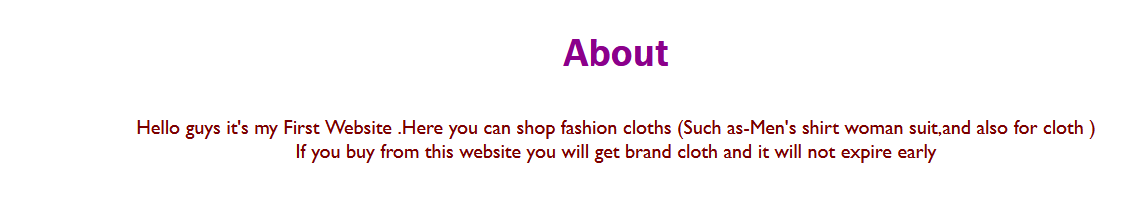 About
Hello guys it's my First Website .Here you can shop fashion cloths (Such as-Men's shirt woman suit,and also for cloth )
If you buy from this website you will get brand cloth and it will not expire early